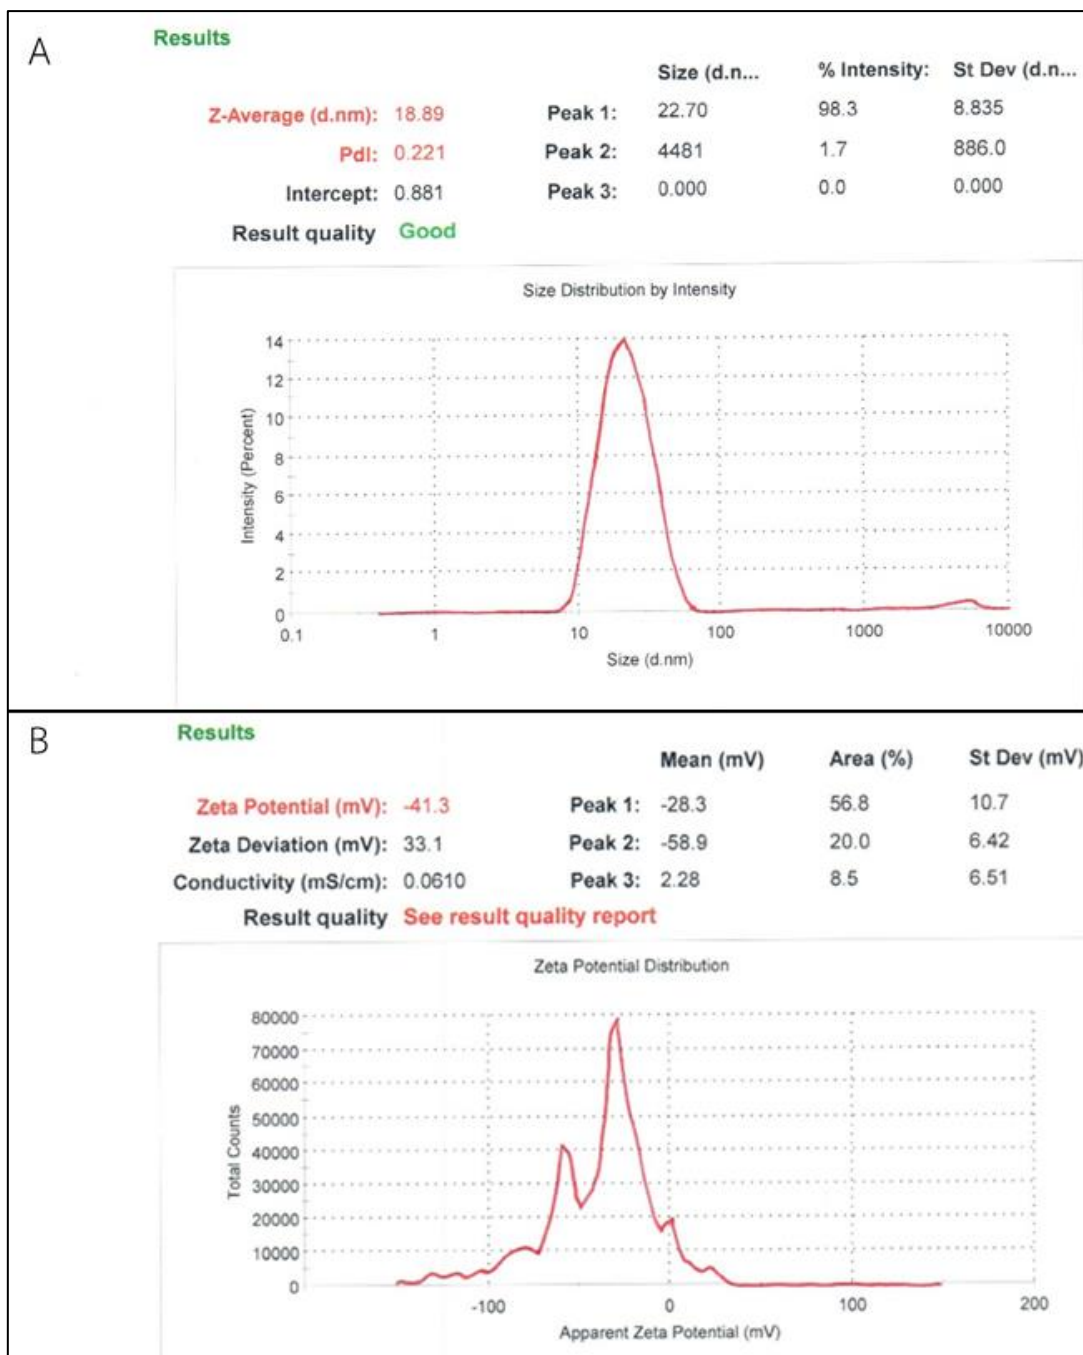 A
Results
Size (d.n... % Intensity: St Dev (d.n...
Z-Average (d.nm): 18.89 Peak 1: 22.70 98.3 8.835
PdI: 0.221 Peak 2: 4481 1.7 886.0
Intercept: 0.881 Peak 3: 0.000 0.0 0.000
Result quality Good
Size Distribution by Intensity
14
12
10
8
6
4
2
0
Intensity (Percent)
0.1 1 10 100 1000 10000
Size (d.nm)
B
Results
Mean (mV) Area (%) St Dev (mV)
Zeta Potential (mV): -41.3 Peak 1: -28.3 56.8 10.7
Zeta Deviation (mV): 33.1 Peak 2: -58.9 20.0 6.42
Conductivity (mS/cm): 0.0610 Peak 3: 2.28 8.5 6.51
Result quality See result quality report
Zeta Potential Distribution
80000
70000
60000
50000
40000
30000
20000
10000
0
Total Counts
-100 0 100 200
Apparent Zeta Potential (mV)